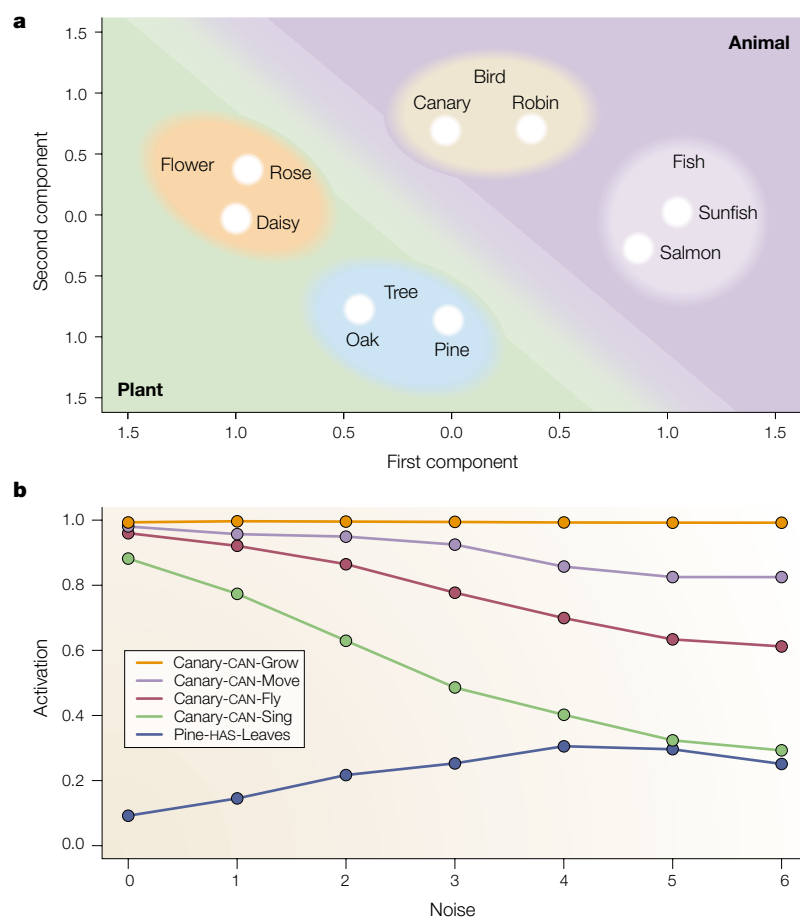 a
1.5
Animal
Bird
1.0
Canary
Robin
Second component
0.5
Flower
Rose
Fish
0.0
Daisy
Sunfish
Salmon
0.5
Tree
1.0
Oak
Pine
Plant
1.5
1.5 1.0 0.5 0.0 0.5 1.0 1.5
First component
b
1.0
0.8
Activation
0.6
Canary-CAN-Grow
Canary-CAN-Move
Canary-CAN-Fly
Canary-CAN-Sing
Pine-HAS-Leaves
0.4
0.2
0.0
0 1 2 3 4 5 6
Noise